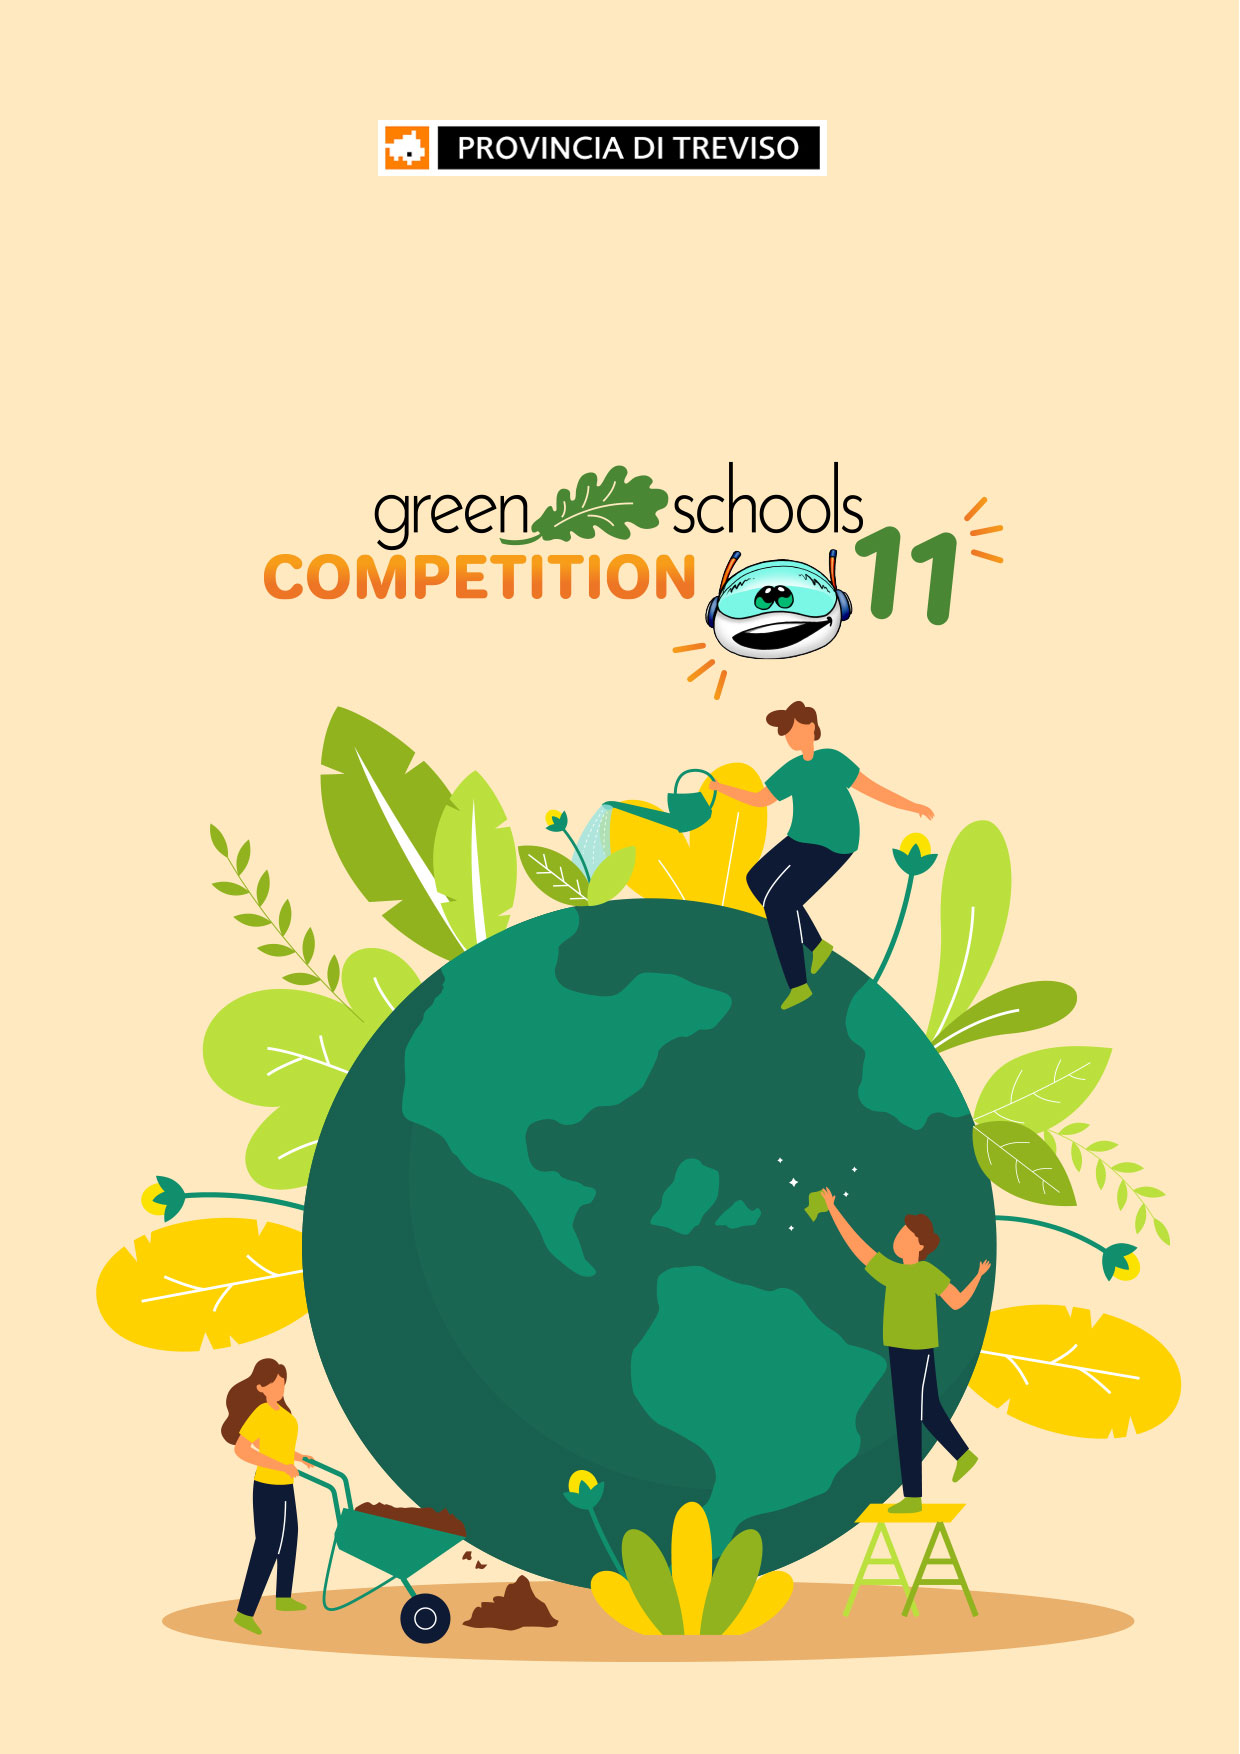 PROVINCIA DI TREVISO
green schools
COMPETITION 11